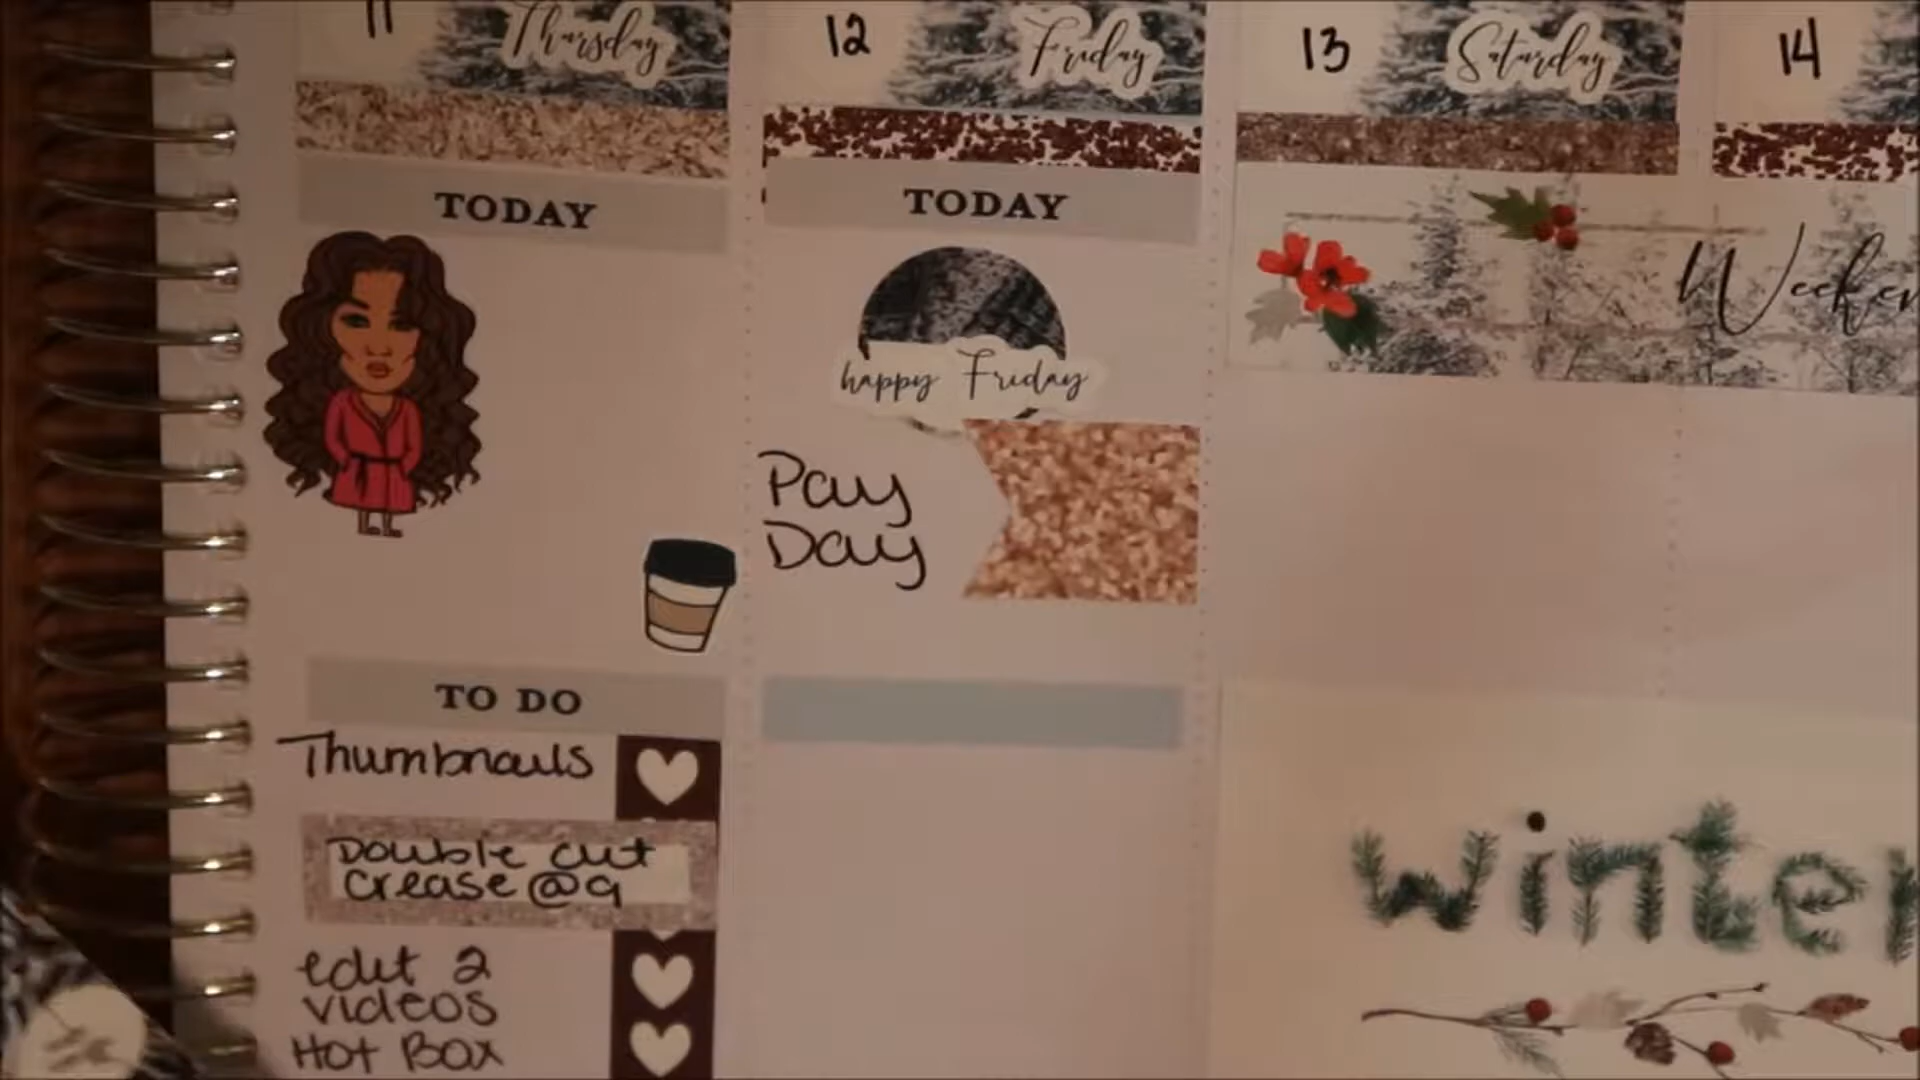 11
Thursday
TODAY
TO DO
Thumbnails
Double cut
crease @9
edit 2
videos
Hot Box
12
Friday
TODAY
happy Friday
Pay
Day
13
Saturday
14
winter